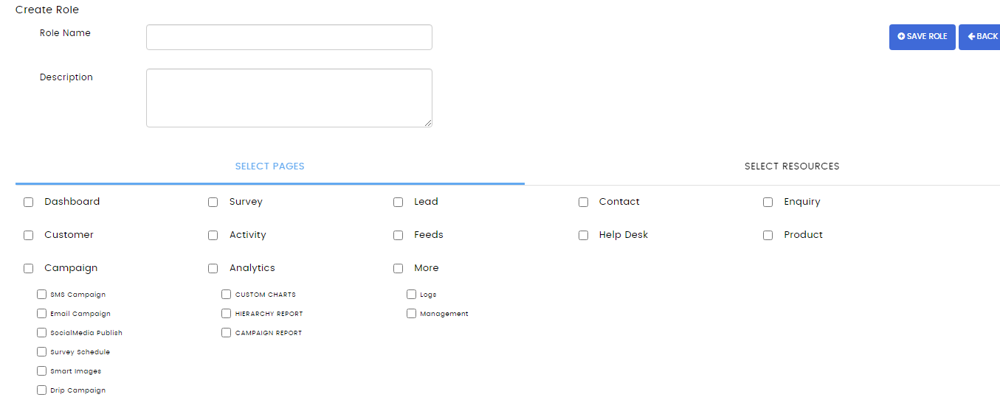 Create Role
Role Name
SAVE ROLE
BACK
Description
SELECT PAGES
SELECT RESOURCES
Dashboard
Survey
Lead
Contact
Enquiry
Customer
Activity
Feeds
Help Desk
Product
Campaign
Analytics
More
SMS Campaign
CUSTOM CHARTS
Logs
Email Campaign
HIERARCHY REPORT
Management
SocialMedia Publish
CAMPAIGN REPORT
Survey Schedule
Smart Images
Drip Campaign